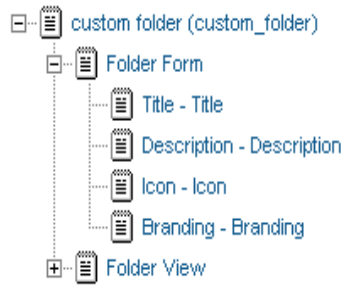 custom folder (custom_folder)
Folder Form
Title - Title
Description - Description
Icon - Icon
Branding - Branding
Folder View